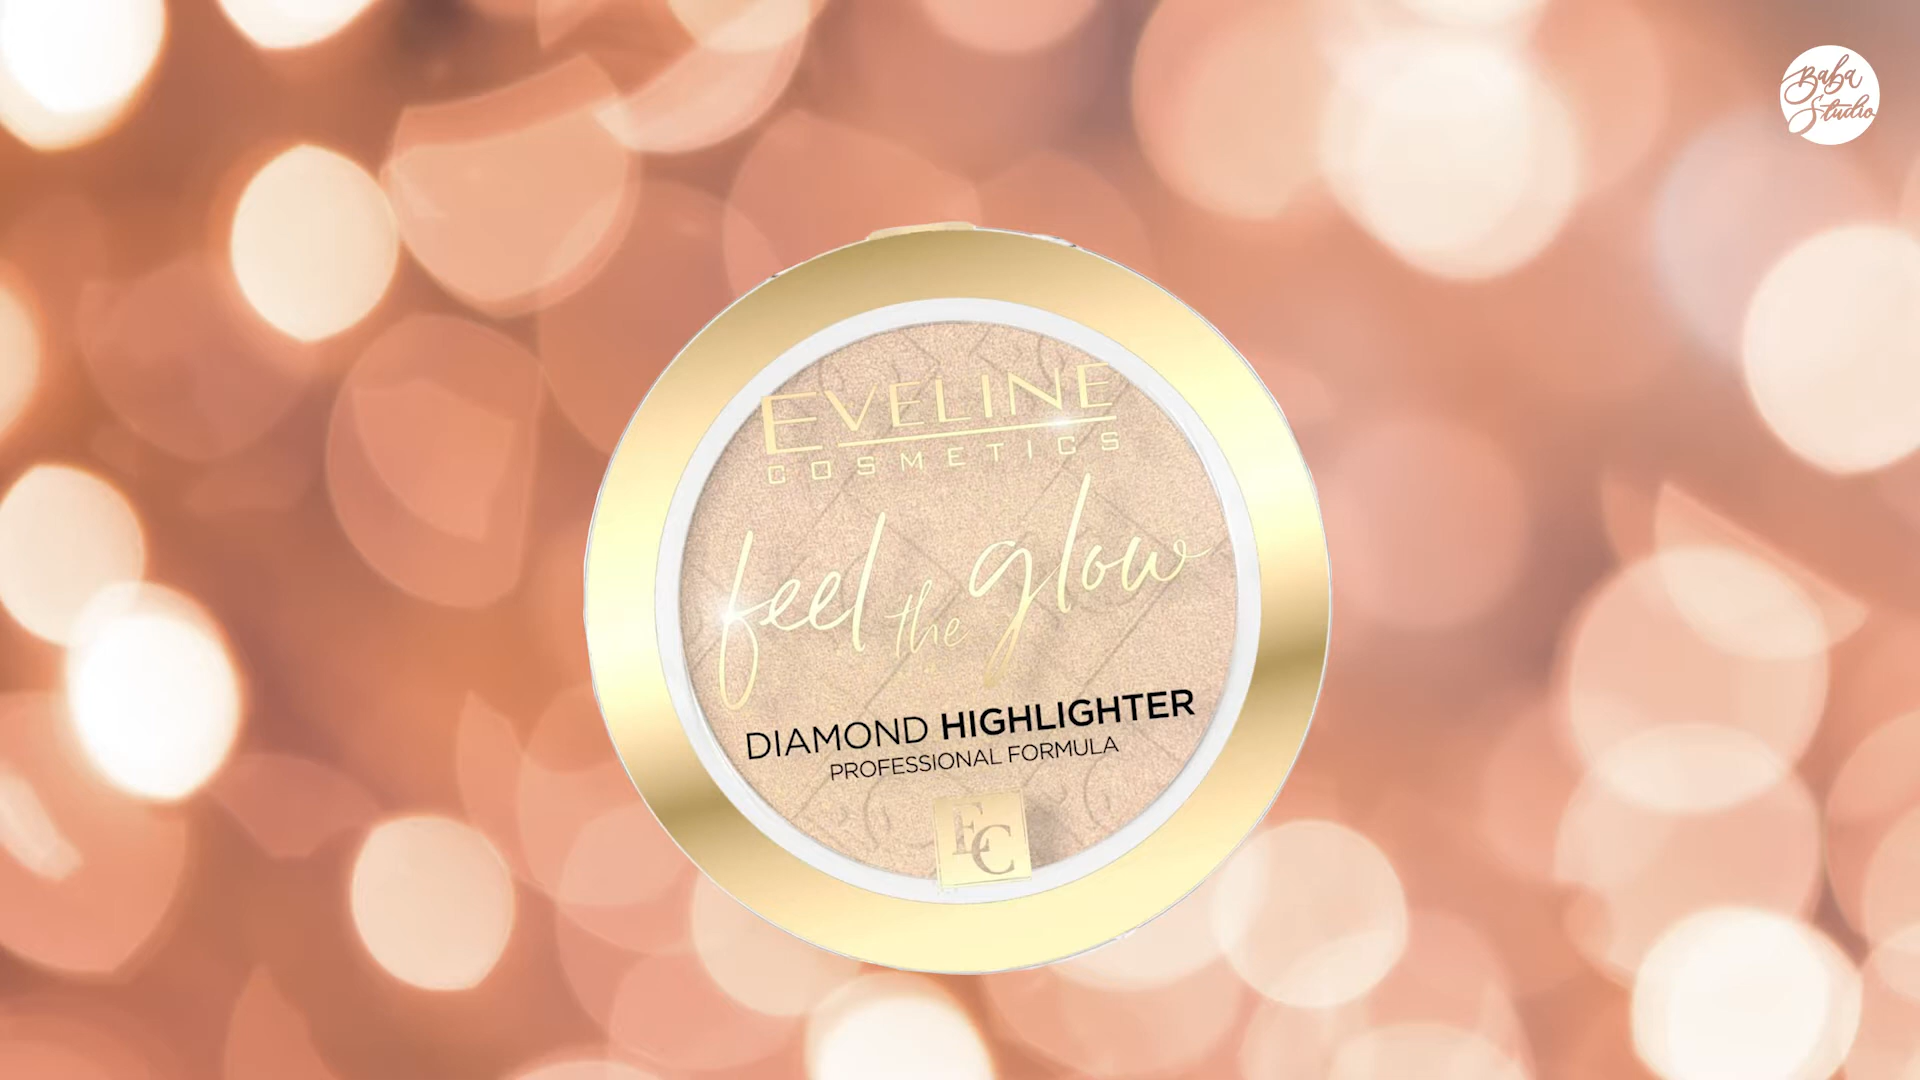 Baba
Studio
EVELINE
COSMETICS
feel the glow
DIAMOND HIGHLIGHTER
PROFESSIONAL FORMULA
EC